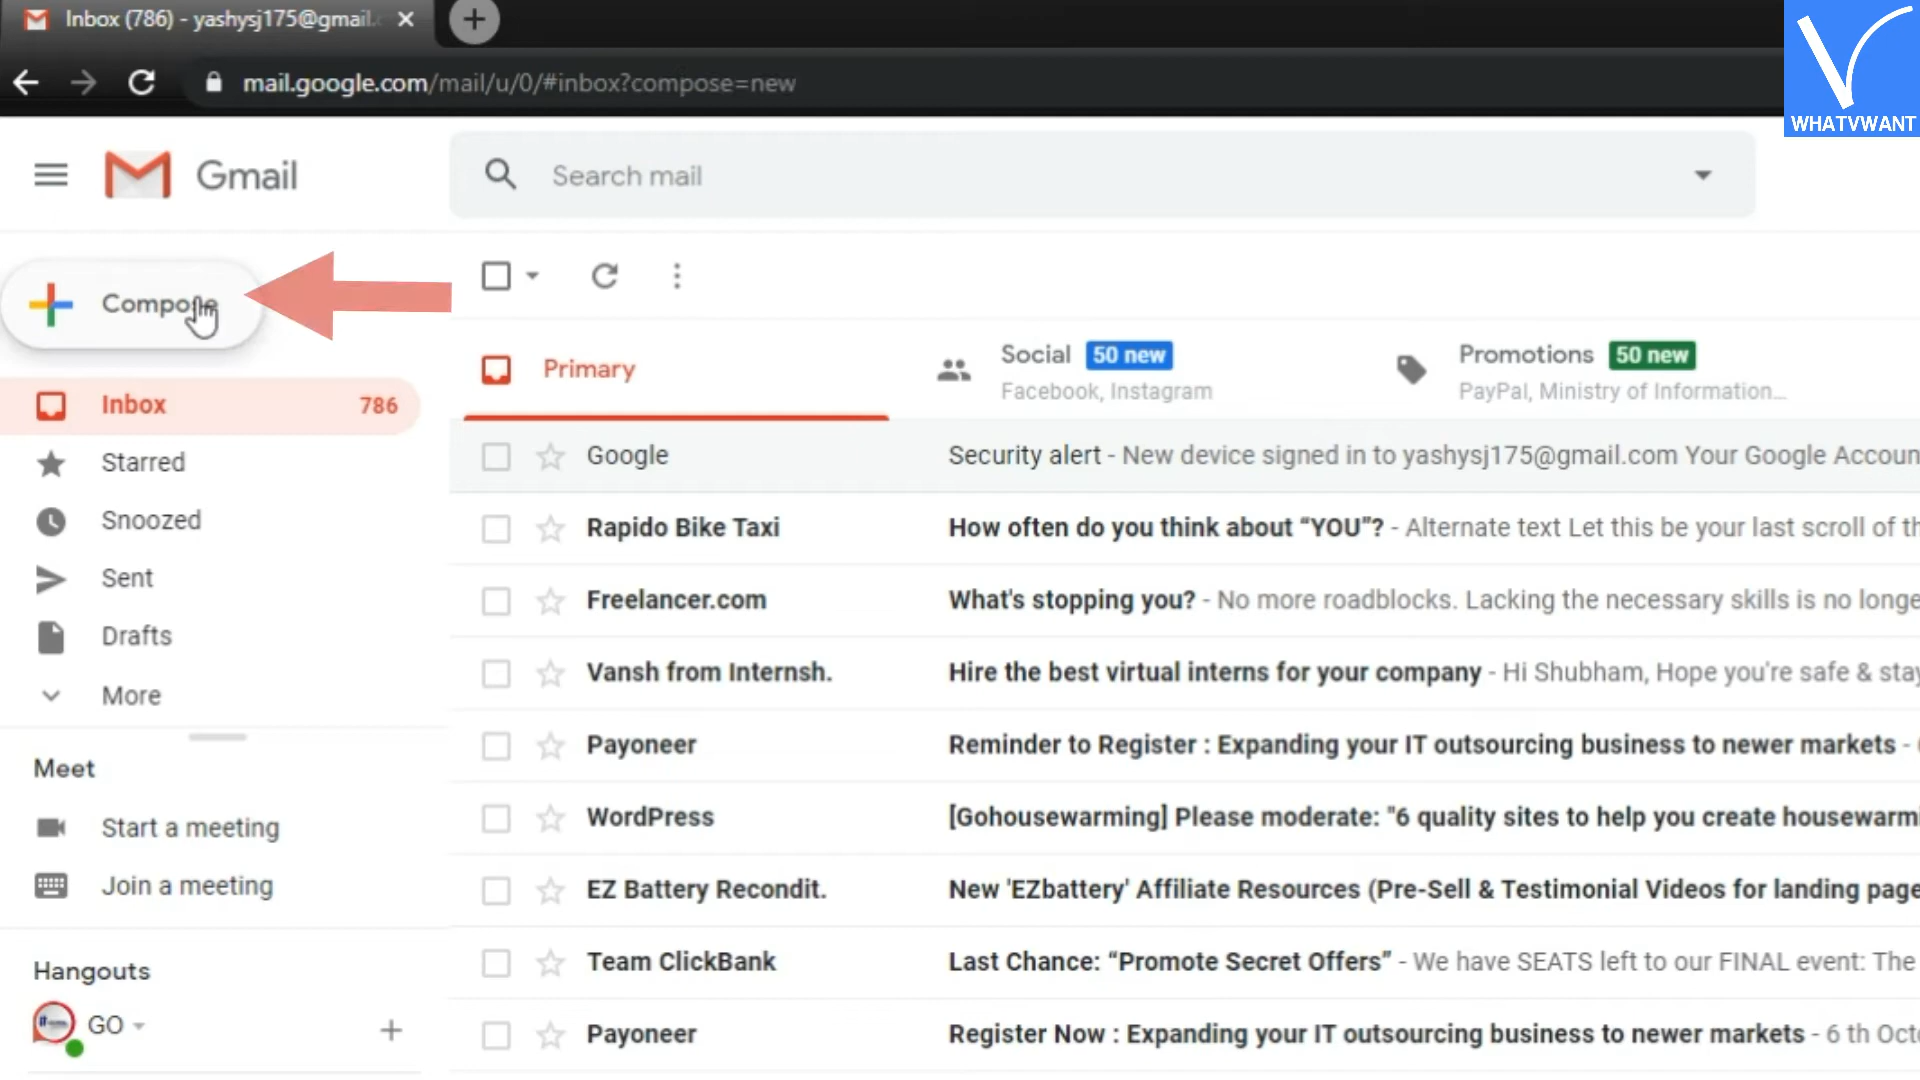 Inbox (786) - yashysj175@gmail.
mail.google.com/mail/u/0/#inbox?compose=new
WHATVWANT
Gmail
Search mail
Compose
Primary
Social 50 new
Facebook, Instagram
Promotions 50 new
PayPal, Ministry of Information...
Inbox 786
Starred
Snoozed
Sent
Drafts
More
Meet
Start a meeting
Join a meeting
Hangouts
GO
Google Security alert - New device signed in to yashysj175@gmail.com Your Google Accoun
Rapido Bike Taxi How often do you think about “YOU”? - Alternate text Let this be your last scroll of th
Freelancer.com What's stopping you? - No more roadblocks. Lacking the necessary skills is no longe
Vansh from Internsh. Hire the best virtual interns for your company - Hi Shubham, Hope you're safe & stay
Payoneer Reminder to Register : Expanding your IT outsourcing business to newer markets -
WordPress [Gohousewarming] Please moderate: "6 quality sites to help you create housewarmi
EZ Battery Recondit. New 'EZbattery' Affiliate Resources (Pre-Sell & Testimonial Videos for landing page
Team ClickBank Last Chance: “Promote Secret Offers” - We have SEATS left to our FINAL event: The
Payoneer Register Now : Expanding your IT outsourcing business to newer markets - 6 th Octo